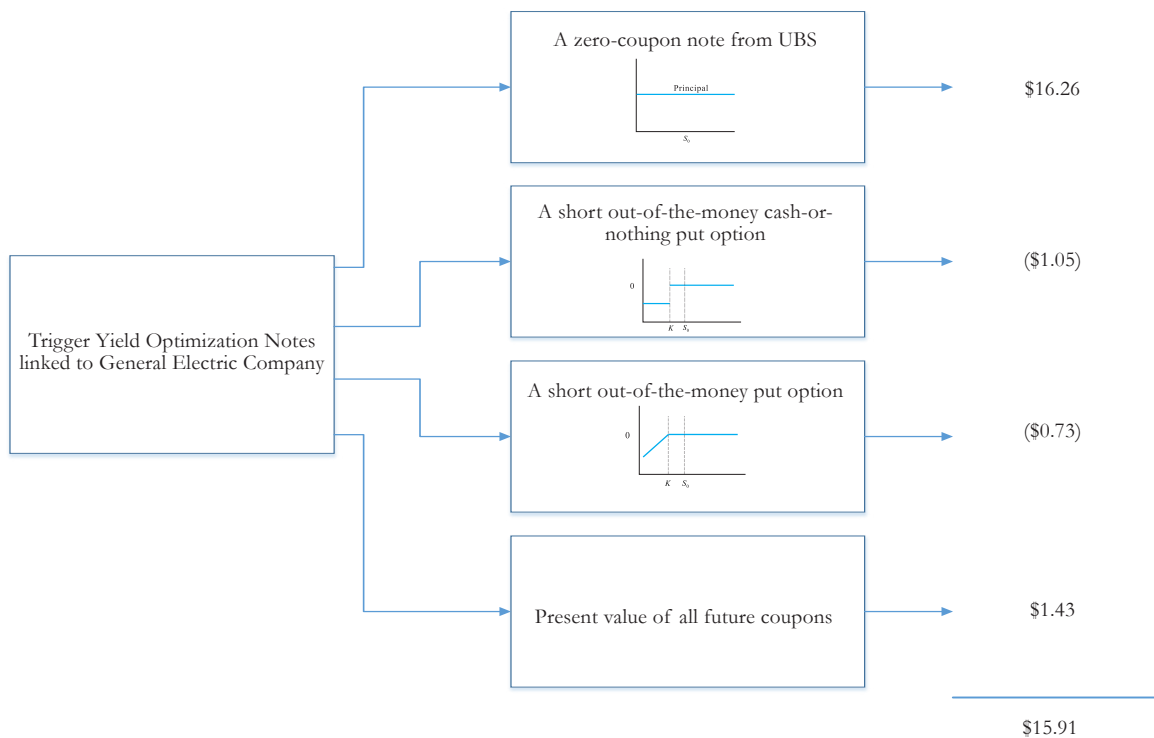 A zero-coupon note from UBS
Principal
S₀
$16.26
A short out-of-the-money cash-or-
nothing put option
0
K S₀
($1.05)
Trigger Yield Optimization Notes
linked to General Electric Company
A short out-of-the-money put option
0
K S₀
($0.73)
Present value of all future coupons
$1.43
$15.91